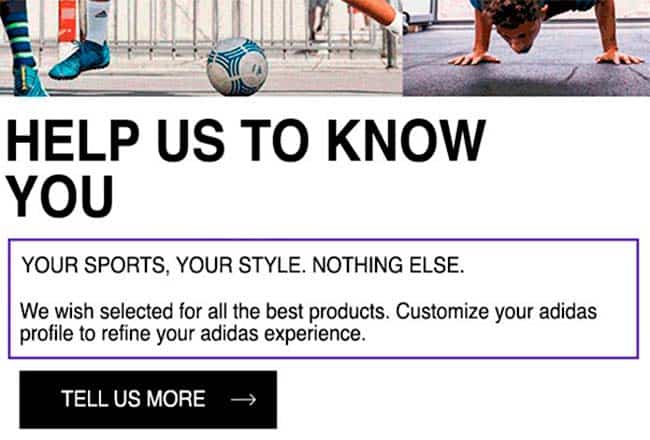 HELP US TO KNOW
YOU
YOUR SPORTS, YOUR STYLE. NOTHING ELSE.
We wish selected for all the best products. Customize your adidas
profile to refine your adidas experience.
TELL US MORE →